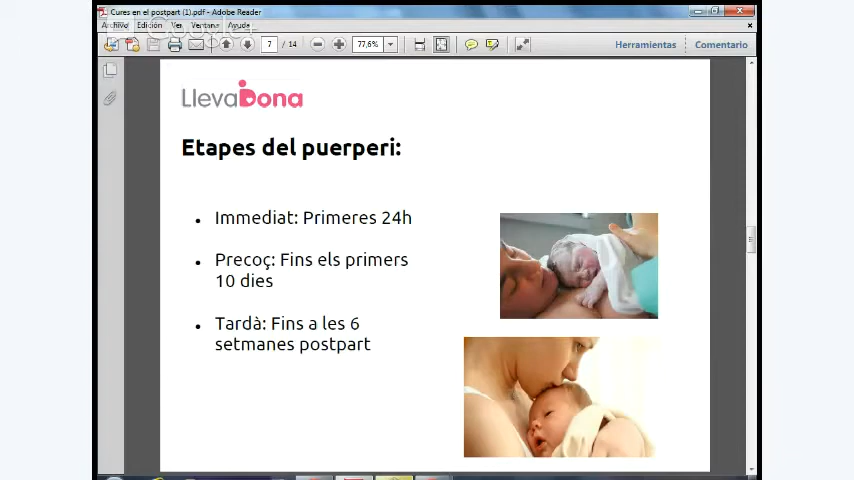 Cures en el postpart (1).pdf - Adobe Reader
Archivo Edición Ver Ventana Ayuda
Google+
7 / 14 77,6% Herramientas Comentario
LlevaDona
Etapes del puerperi:
• Immediat: Primeres 24h
• Precoç: Fins els primers
10 dies
• Tardà: Fins a les 6
setmanes postpart